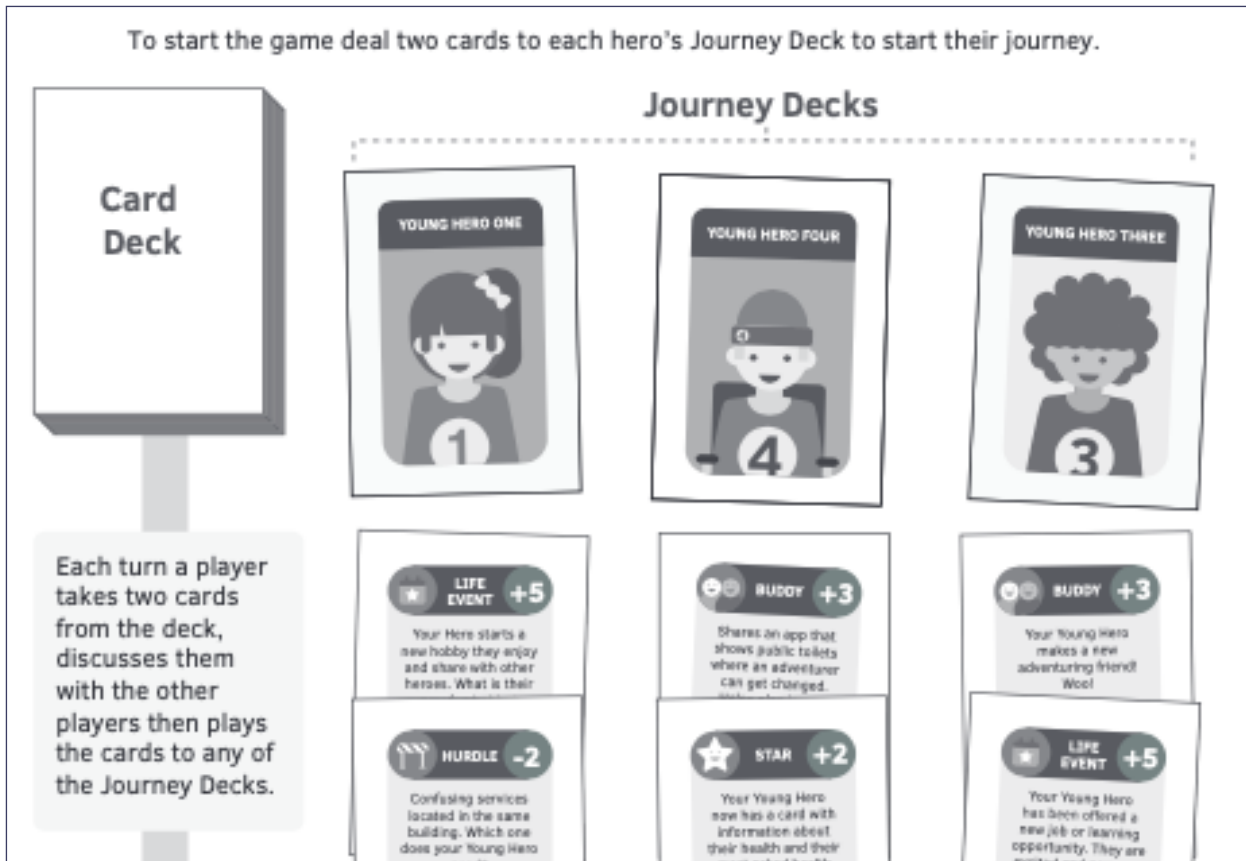 To start the game deal two cards to each hero's Journey Deck to start their journey.
Journey Decks
Card
Deck
YOUNG HERO ONE
1
YOUNG HERO FOUR
4
YOUNG HERO THREE
3
Each turn a player
takes two cards
from the deck,
discusses them
with the other
players then plays
the cards to any of
the Journey Decks.
LIFE
EVENT
+5
Your Hero starts a
new hobby they enjoy
and share with other
heroes. What is their
BUDDY
+3
Shares an app that
shows public toilets
where an adventurer
can get changed.
BUDDY
+3
Your Young Hero
makes a new
adventuring friend!
Woo!
HURDLE
-2
Confusing services
located in the same
building. Which one
does your Young Hero
STAR
+2
Your Young Hero
now has a card with
information about
their health and their
LIFE
EVENT
+5
Your Young Hero
has been offered a
new job or learning
opportunity. They are